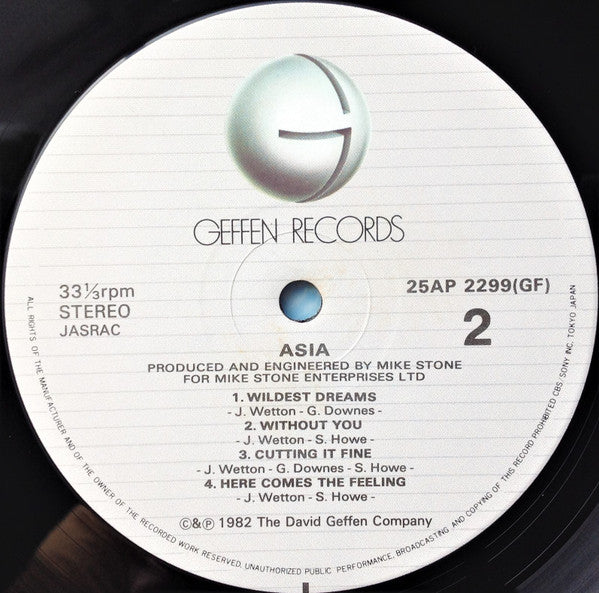 GEFFEN RECORDS
33⅓rpm
STEREO
JASRAC
25AP 2299(GF)
2
ASIA
PRODUCED AND ENGINEERED BY MIKE STONE
FOR MIKE STONE ENTERPRISES LTD
1. WILDEST DREAMS
- J. Wetton - G. Downes -
2. WITHOUT YOU
- J. Wetton - S. Howe -
3. CUTTING IT FINE
- J. Wetton - G. Downes - S. Howe -
4. HERE COMES THE FEELING
- J. Wetton - S. Howe -
©&℗ 1982 The David Geffen Company
ALL RIGHTS OF THE MANUFACTURER AND OF THE OWNER OF THE RECORDED WORK RESERVED. UNAUTHORIZED PUBLIC PERFORMANCE, BROADCASTING AND COPYING OF THIS RECORD PROHIBITED CBS/SONY INC. TOKYO JAPAN